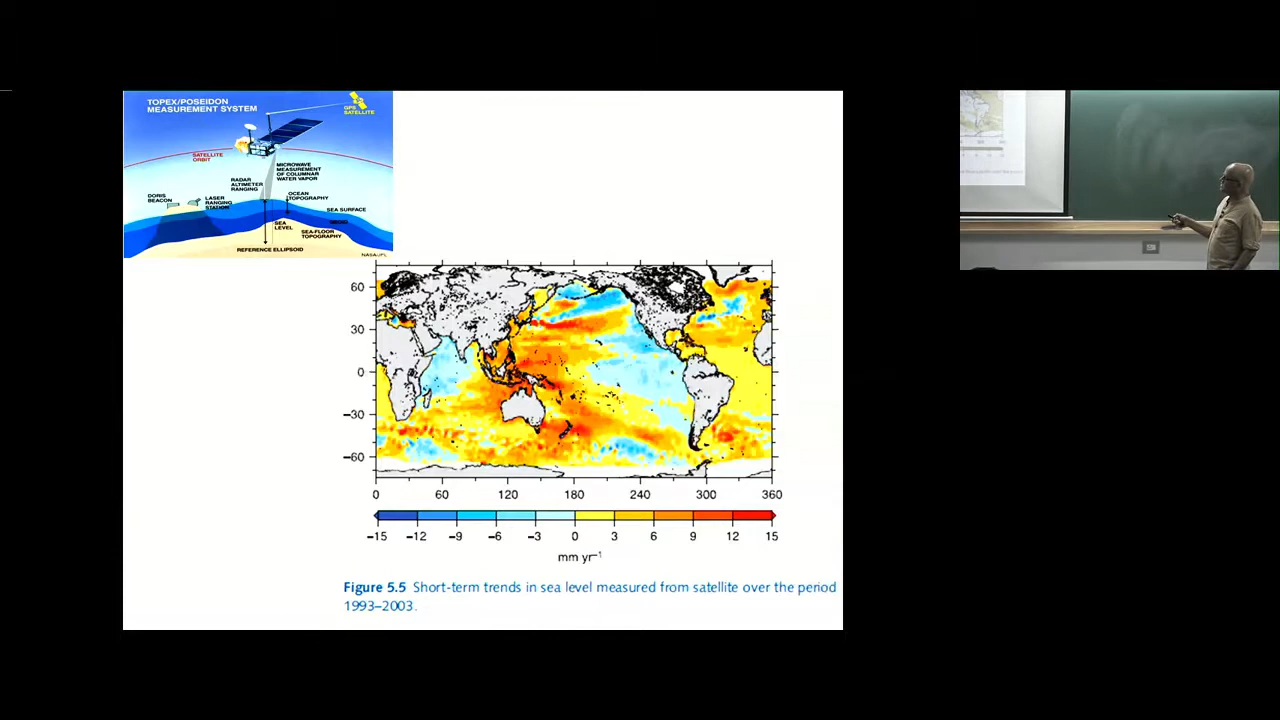 TOPEX/POSEIDON
MEASUREMENT SYSTEM
GPS
SATELLITE
SATELLITE
ORBIT
MICROWAVE
MEASUREMENT
OF COLUMNAR
WATER VAPOR
RADAR
ALTIMETER
RANGING
DORIS
BEACON
LASER
RANGING
STATION
OCEAN
TOPOGRAPHY
SEA SURFACE
SEA
LEVEL
SEA-FLOOR
TOPOGRAPHY
REFERENCE ELLIPSOID
NASA/JPL
60
30
0
−30
−60
0 60 120 180 240 300 360
−15 −12 −9 −6 −3 0 3 6 9 12 15
mm yr⁻¹
Figure 5.5 Short-term trends in sea level measured from satellite over the period
1993–2003.